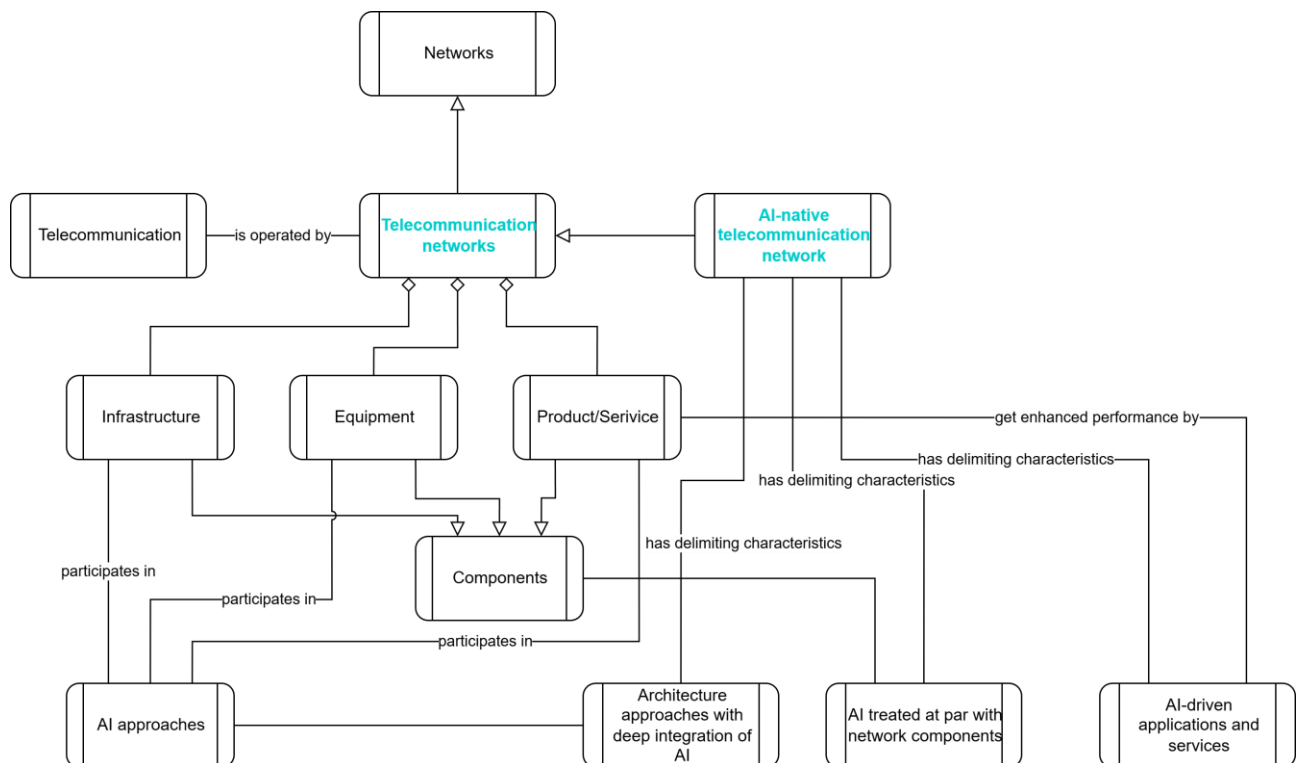 Networks
Telecommunication
is operated by
Telecommunication
networks
AI-native
telecommunication
network
Infrastructure
Equipment
Product/Serivice
get enhanced performance by
has delimiting characteristics
has delimiting characteristics
has delimiting characteristics
Components
participates in
participates in
participates in
AI approaches
Architecture
approaches with
deep integration of
AI
AI treated at par with
network components
AI-driven
applications and
services